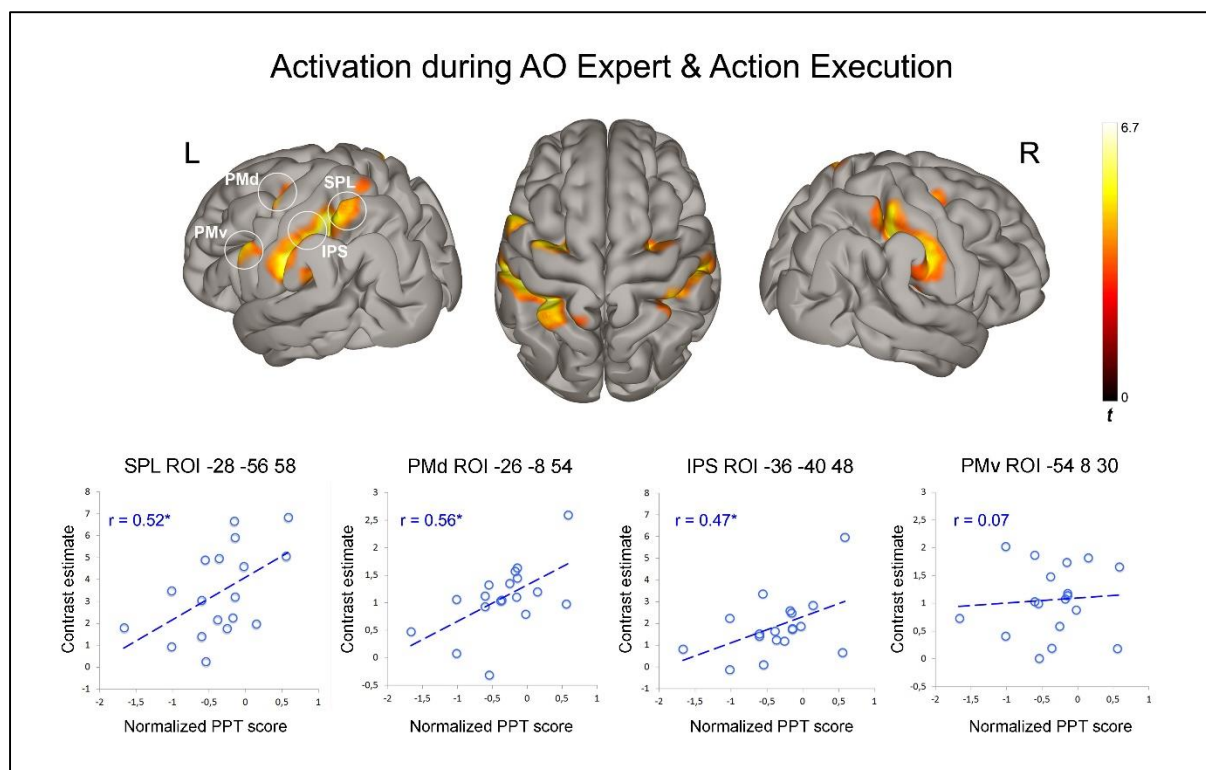 Activation during AO Expert & Action Execution
L
R
6.7
0
t
PMd
SPL
PMv
IPS
SPL ROI -28 -56 58
r = 0.52*
Contrast estimate
8
7
6
5
4
3
2
1
0
-1
-2 -1,5 -1 -0,5 0 0,5 1
Normalized PPT score
PMd ROI -26 -8 54
r = 0.56*
Contrast estimate
3
2,5
2
1,5
1
0,5
0
-0,5
-2 -1,5 -1 -0,5 0 0,5 1
Normalized PPT score
IPS ROI -36 -40 48
r = 0.47*
Contrast estimate
7
6
5
4
3
2
1
0
-1
-2 -1,5 -1 -0,5 0 0,5 1
Normalized PPT score
PMv ROI -54 8 30
r = 0.07
Contrast estimate
3
2,5
2
1,5
1
0,5
0
-0,5
-2 -1,5 -1 -0,5 0 0,5 1
Normalized PPT score